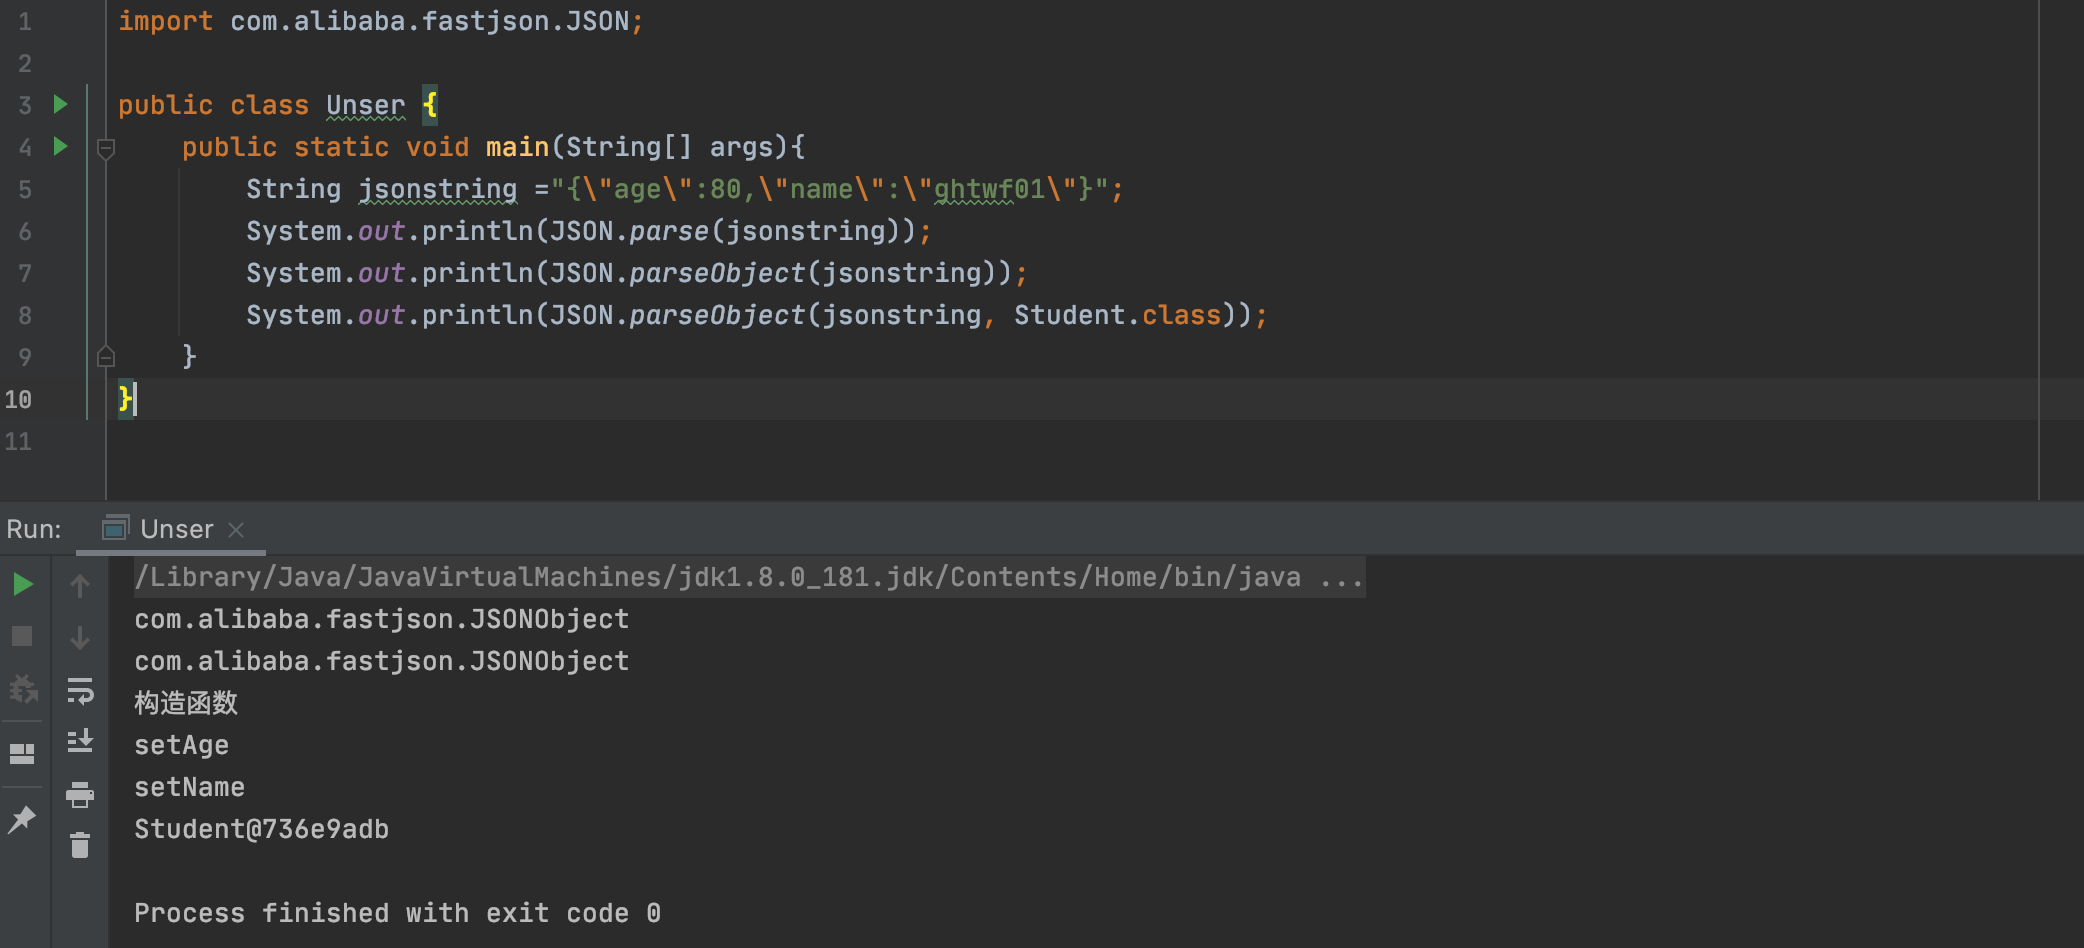 1 import com.alibaba.fastjson.JSON;
2
3 public class Unser {
4 public static void main(String[] args){
5 String jsonstring ="{\"age\":80,\"name\":\"ghtwf01\"}";
6 System.out.println(JSON.parse(jsonstring));
7 System.out.println(JSON.parseObject(jsonstring));
8 System.out.println(JSON.parseObject(jsonstring, Student.class));
9 }
10 }
11
Run: Unser
/Library/Java/JavaVirtualMachines/jdk1.8.0_181.jdk/Contents/Home/bin/java ...
com.alibaba.fastjson.JSONObject
com.alibaba.fastjson.JSONObject
构造函数
setAge
setName
Student@736e9adb
Process finished with exit code 0